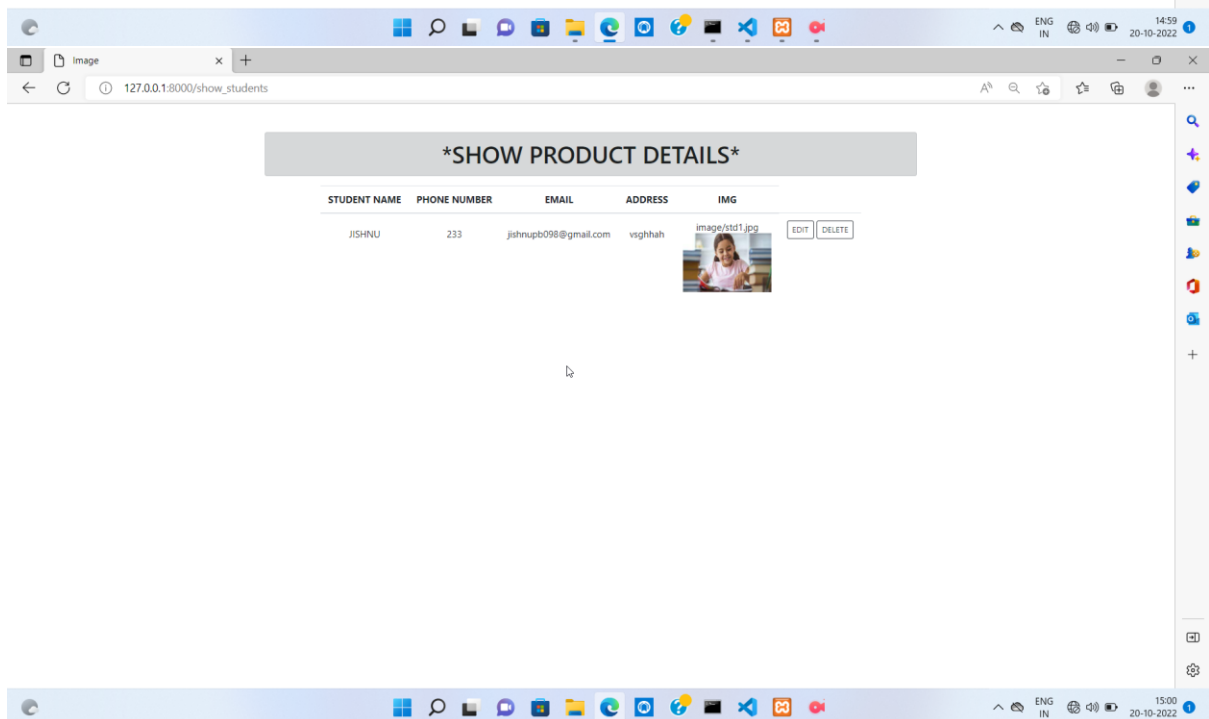 ENG 14:59
IN 20-10-2022 1
Image
127.0.0.1:8000/show_students
*SHOW PRODUCT DETAILS*
STUDENT NAME PHONE NUMBER EMAIL ADDRESS IMG
JISHNU 233 jishnupb098@gmail.com vsghhah image/std1.jpg EDIT DELETE
ENG 15:00
IN 20-10-2022 1